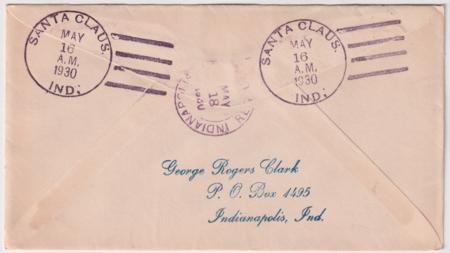 SANTA CLAUS,
MAY
16
A.M.
1930
IND.
SANTA CLAUS,
MAY
16
A.M.
1930
IND.
INDIANAPOLIS
MAY
18
1930
George Rogers Clark
P. O. Box 1495
Indianapolis, Ind.